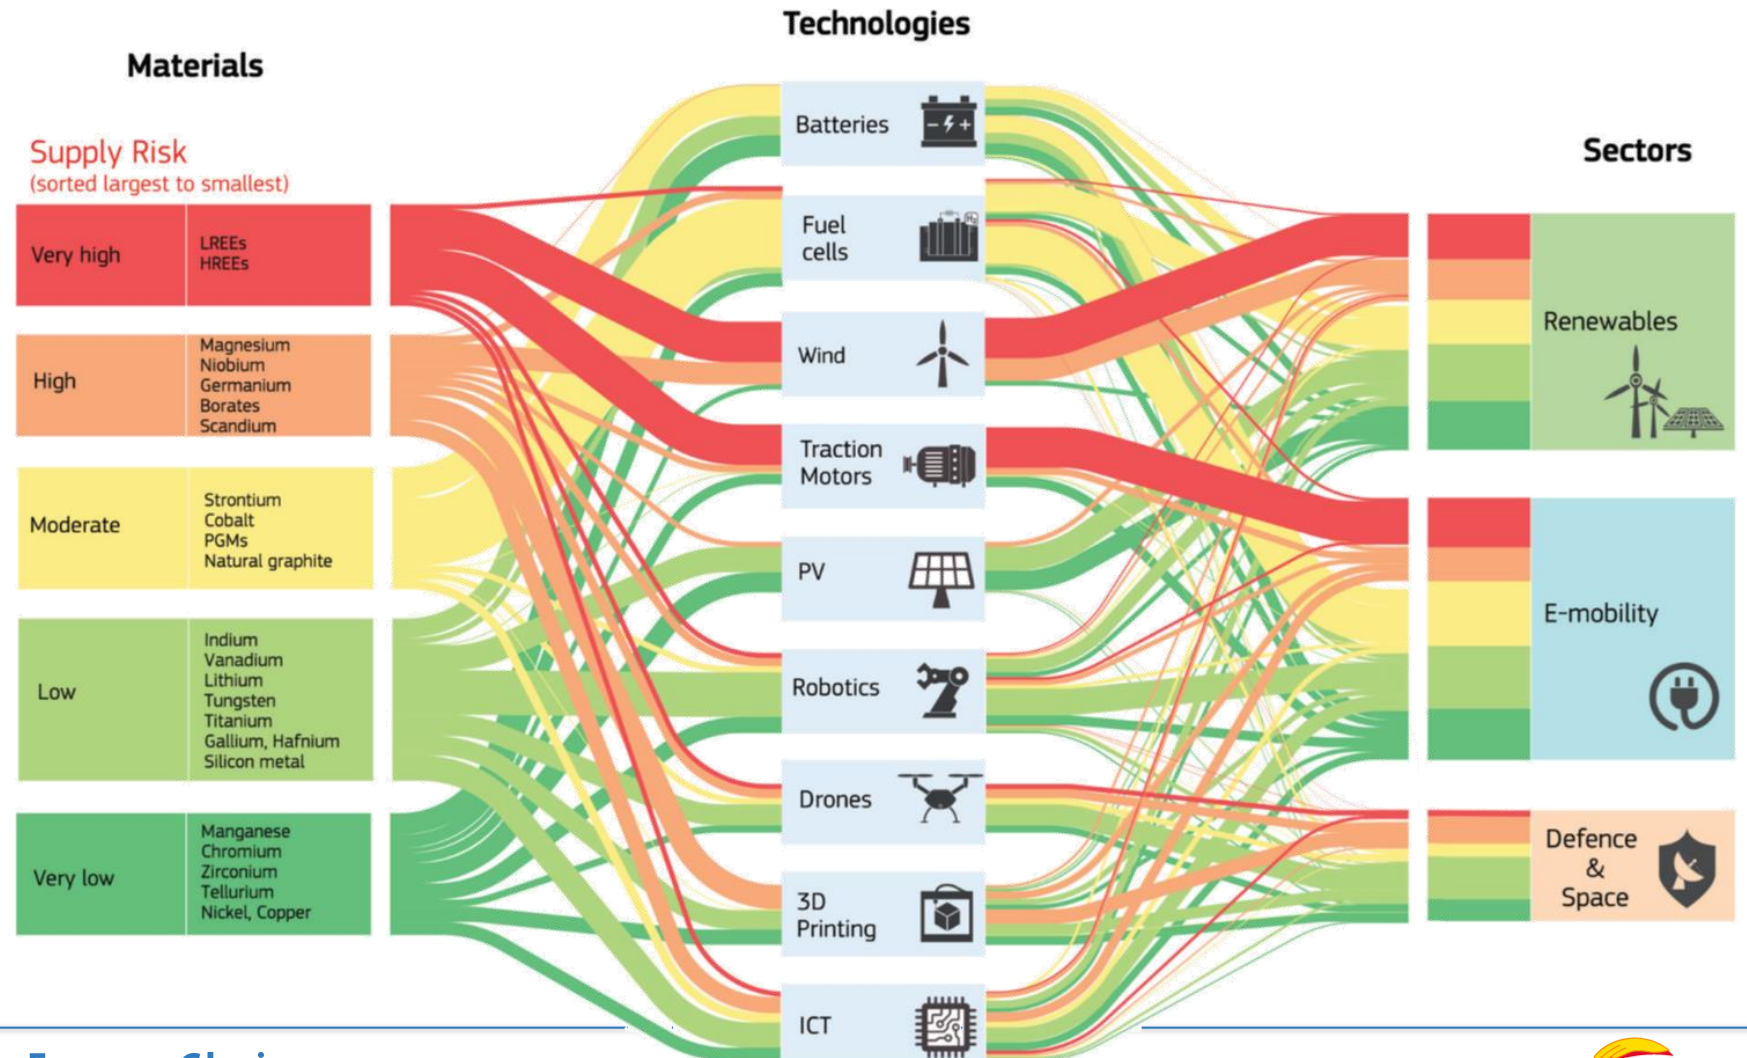 Technologies
Materials
Supply Risk
(sorted largest to smallest)
Very high
LREEs
HREEs
High
Magnesium
Niobium
Germanium
Borates
Scandium
Moderate
Strontium
Cobalt
PGMs
Natural graphite
Low
Indium
Vanadium
Lithium
Tungsten
Titanium
Gallium, Hafnium
Silicon metal
Very low
Manganese
Chromium
Zirconium
Tellurium
Nickel, Copper
Batteries
Fuel
cells
H₂
Wind
Traction
Motors
PV
Robotics
Drones
3D
Printing
ICT
Sectors
Renewables
E-mobility
Defence
&
Space